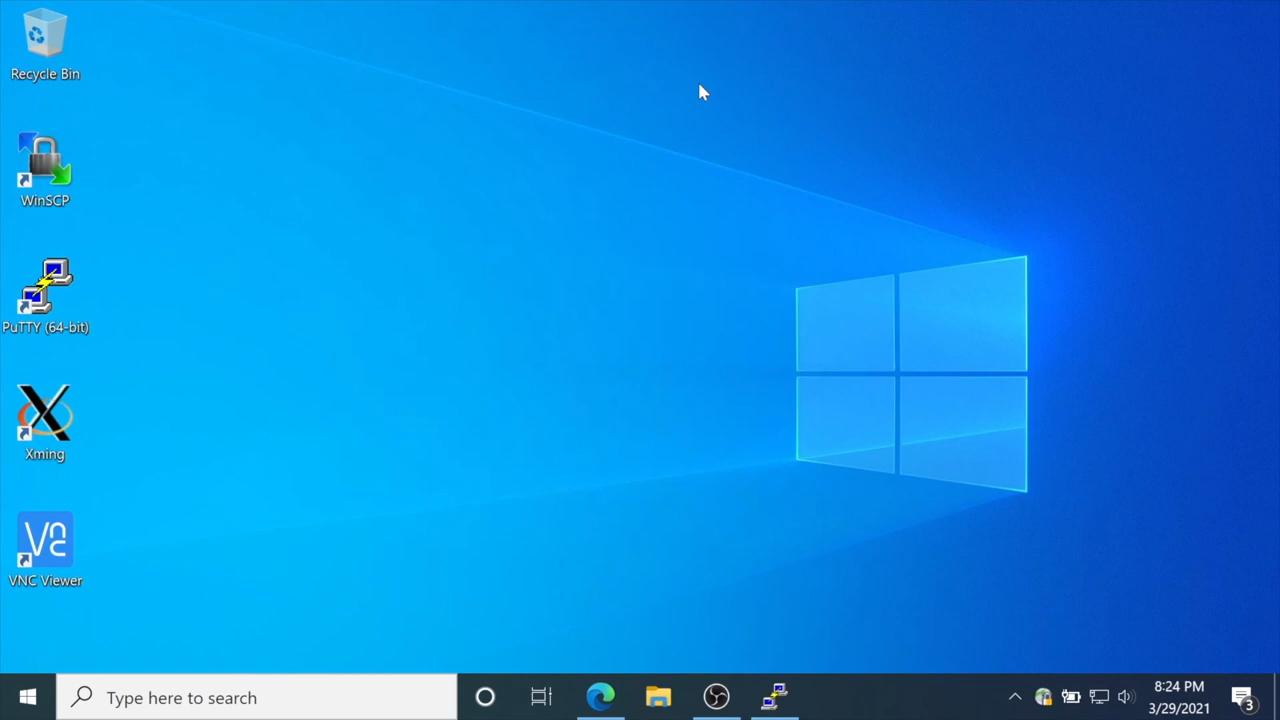 Recycle Bin
WinSCP
PuTTY (64-bit)
Xming
VNC Viewer
Type here to search
8:24 PM
3/29/2021
3